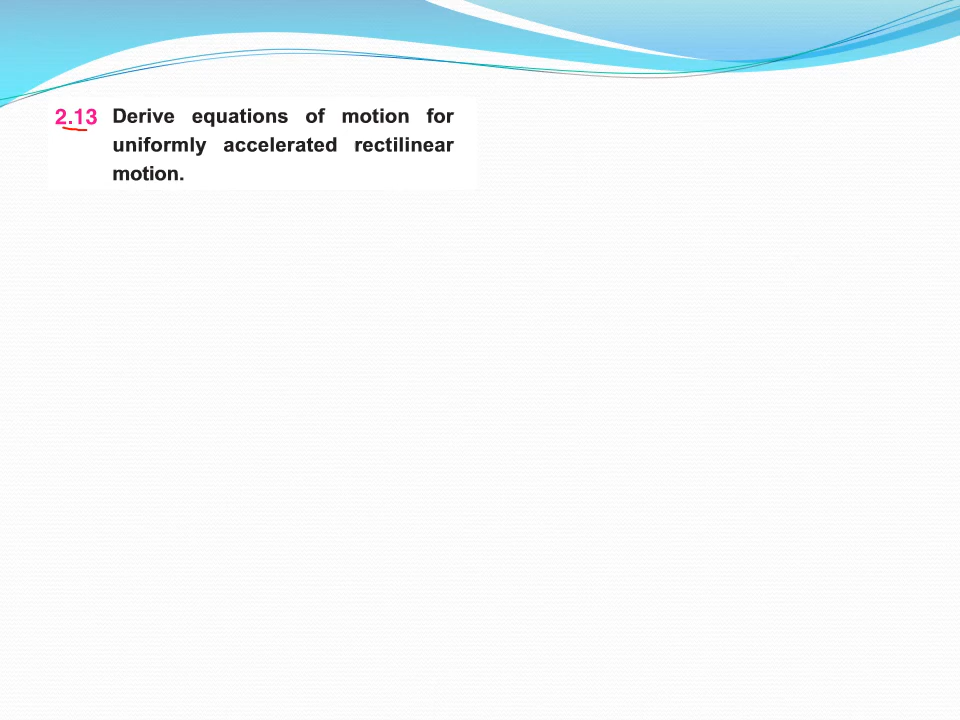 2.13 Derive equations of motion for
uniformly accelerated rectilinear
motion.